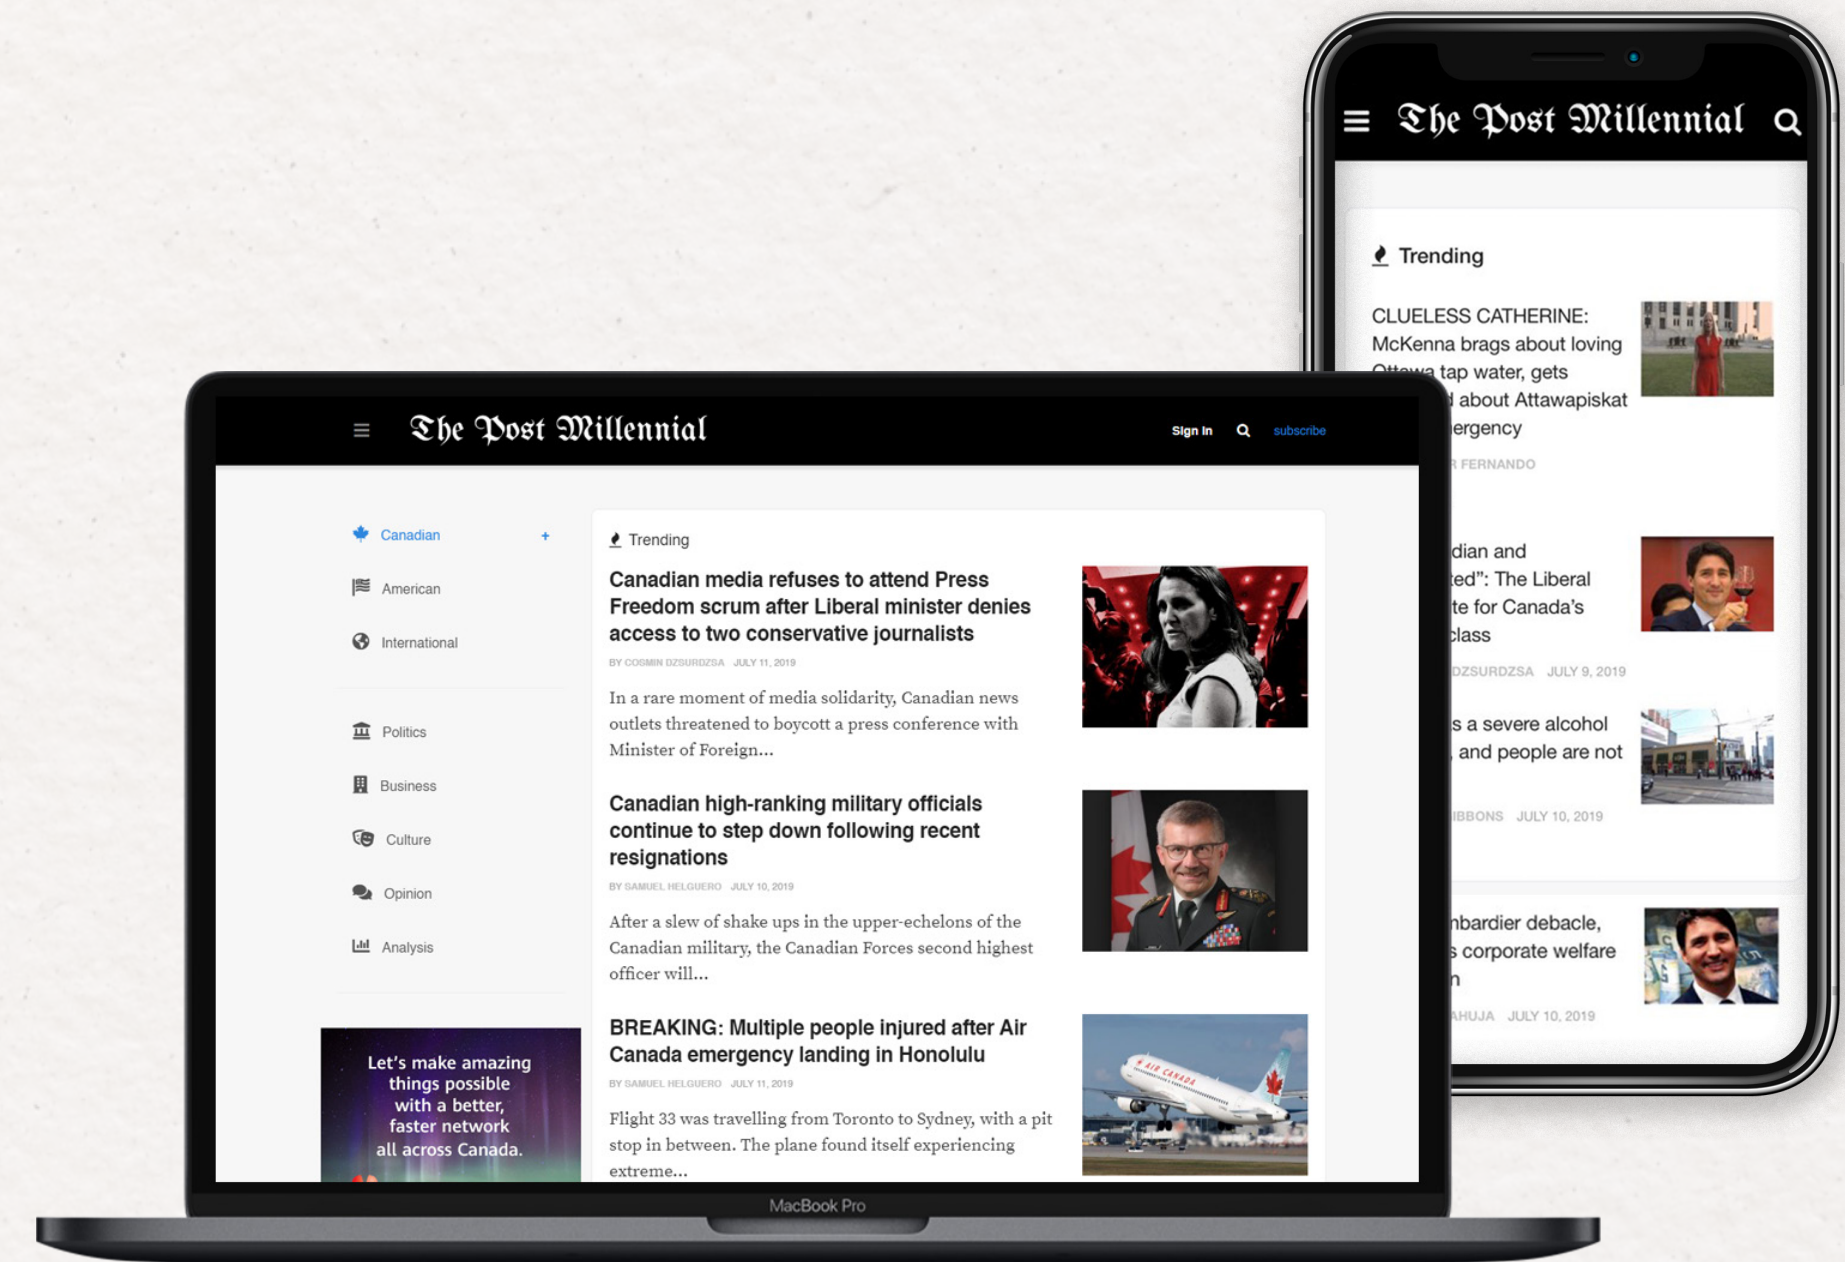 The Post Millennial
Trending
CLUELESS CATHERINE:
McKenna brags about loving
Ottawa tap water, gets
about Attawapiskat
FERNANDO
and
The Liberal
for Canada's
class
DZSURDZSA JULY 9, 2019
s a severe alcohol
, and people are not
JULY 10, 2019
debacle,
corporate welfare
AHUJA JULY 10, 2019
The Post Millennial
Sign In
subscribe
Canadian +
American
International
Politics
Business
Culture
Opinion
Analysis
Let's make amazing
things possible
with a better,
faster network
all across Canada.
Trending
Canadian media refuses to attend Press
Freedom scrum after Liberal minister denies
access to two conservative journalists
BY COSMIN DZSURDZSA JULY 11, 2019
In a rare moment of media solidarity, Canadian news
outlets threatened to boycott a press conference with
Minister of Foreign...
Canadian high-ranking military officials
continue to step down following recent
resignations
BY SAMUEL HELGUERO JULY 10, 2019
After a slew of shake ups in the upper-echelons of the
Canadian military, the Canadian Forces second highest
officer will...
BREAKING: Multiple people injured after Air
Canada emergency landing in Honolulu
BY SAMUEL HELGUERO JULY 11, 2019
Flight 33 was travelling from Toronto to Sydney, with a pit
stop in between. The plane found itself experiencing
extreme...
AIR CANADA
MacBook Pro